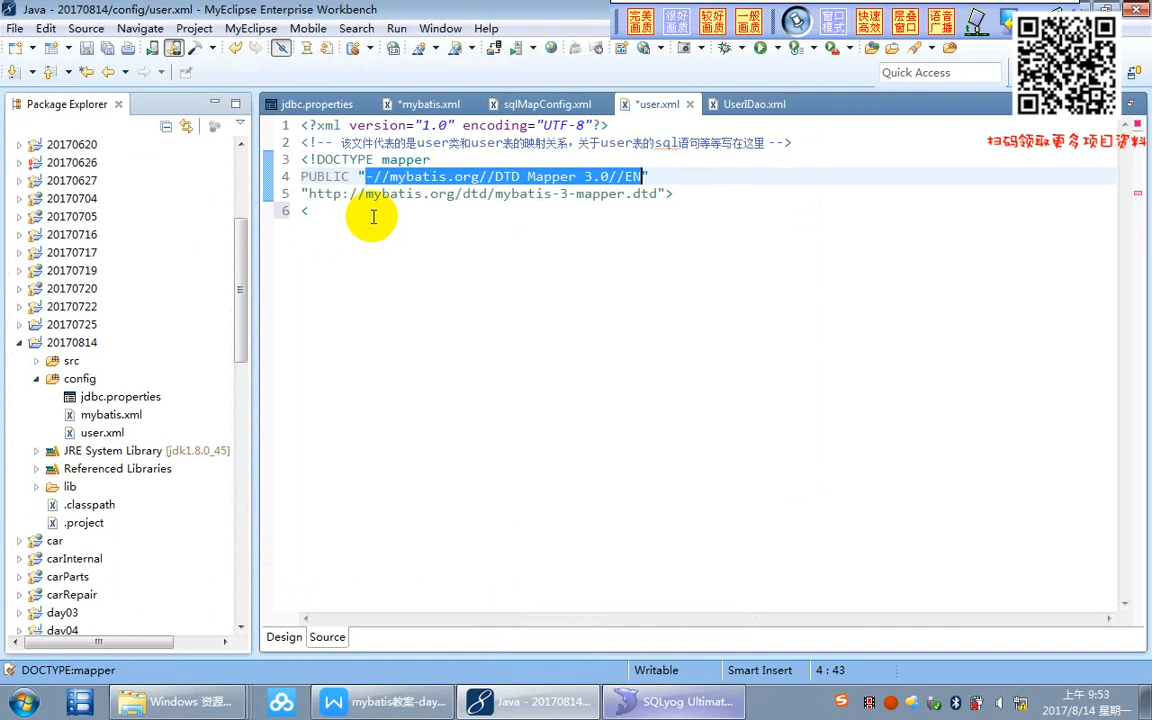 Java - 20170814/config/user.xml - MyEclipse Enterprise Workbench
File Edit Source Navigate Project MyEclipse Mobile Search Run Window Help
完美画质 很好画质 较好画质 一般画质 窗口模式 快速高效 层叠窗口 语音广播
Quick Access
扫码领取更多项目资料
Package Explorer
jdbc.properties *mybatis.xml sqlMapConfig.xml *user.xml UserIDao.xml
1 <?xml version="1.0" encoding="UTF-8"?>
2 <!-- 该文件代表的是user类和user表的映射关系，关于user表的sql语句等等写在这里 -->
3 <!DOCTYPE mapper
4 PUBLIC "-//mybatis.org//DTD Mapper 3.0//EN"
5 "http://mybatis.org/dtd/mybatis-3-mapper.dtd">
6 <
20170620
20170626
20170704
20170705
20170716
20170717
20170719
20170720
20170722
20170725
20170814
src
config
jdbc.properties
mybatis.xml
user.xml
JRE System Library [jdk1.8.0_45]
Referenced Libraries
lib
.classpath
.project
car
carInternal
carParts
carRepair
day03
day04
Design Source
DOCTYPE:mapper
Writable Smart Insert 4 : 43
Windows 资源...
mybatis教案-day...
Java - 20170814...
SQLyog Ultimat...
上午 9:53
2017/8/14 星期一